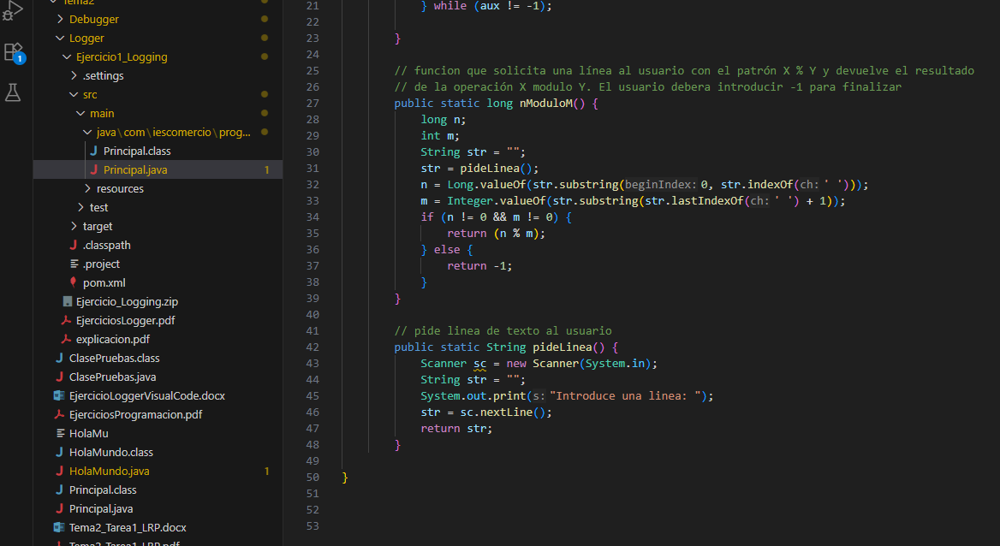 Tema2
Debugger
Logger
Ejercicio1_Logging
.settings
src
main
java\com\iescomercio\prog...
Principal.class
Principal.java 1
resources
test
target
.classpath
.project
pom.xml
Ejercicio_Logging.zip
EjerciciosLogger.pdf
explicacion.pdf
ClasePruebas.class
ClasePruebas.java
EjercicioLoggerVisualCode.docx
EjerciciosProgramacion.pdf
HolaMu
HolaMundo.class
HolaMundo.java 1
Principal.class
Principal.java
Tema2_Tarea1_LRP.docx
Tema2_Tarea1_LRP.pdf
1
21 } while (aux != -1);
22
23 }
24
25 // funcion que solicita una línea al usuario con el patrón X % Y y devuelve el resultado
26 // de la operación X modulo Y. El usuario debera introducir -1 para finalizar
27 public static long nModuloM() {
28 long n;
29 int m;
30 String str = "";
31 str = pideLinea();
32 n = Long.valueOf(str.substring(beginIndex: 0, str.indexOf(ch: ' ')));
33 m = Integer.valueOf(str.substring(str.lastIndexOf(ch: ' ') + 1));
34 if (n != 0 && m != 0) {
35 return (n % m);
36 } else {
37 return -1;
38 }
39 }
40
41 // pide linea de texto al usuario
42 public static String pideLinea() {
43 Scanner sc = new Scanner(System.in);
44 String str = "";
45 System.out.print(s: "Introduce una linea: ");
46 str = sc.nextLine();
47 return str;
48 }
49
50 }
51
52
53